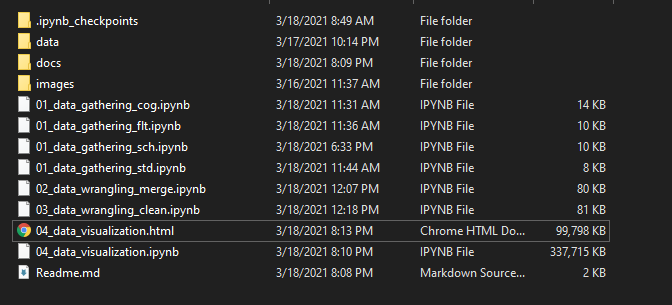 .ipynb_checkpoints 3/18/2021 8:49 AM File folder
data 3/17/2021 10:14 PM File folder
docs 3/18/2021 8:09 PM File folder
images 3/16/2021 11:37 AM File folder
01_data_gathering_cog.ipynb 3/18/2021 11:31 AM IPYNB File 14 KB
01_data_gathering_flt.ipynb 3/18/2021 11:36 AM IPYNB File 10 KB
01_data_gathering_sch.ipynb 3/18/2021 6:33 PM IPYNB File 10 KB
01_data_gathering_std.ipynb 3/18/2021 11:44 AM IPYNB File 8 KB
02_data_wrangling_merge.ipynb 3/18/2021 12:07 PM IPYNB File 80 KB
03_data_wrangling_clean.ipynb 3/18/2021 12:18 PM IPYNB File 81 KB
04_data_visualization.html 3/18/2021 8:13 PM Chrome HTML Do... 99,798 KB
04_data_visualization.ipynb 3/18/2021 8:10 PM IPYNB File 337,715 KB
Readme.md 3/18/2021 8:08 PM Markdown Source... 2 KB